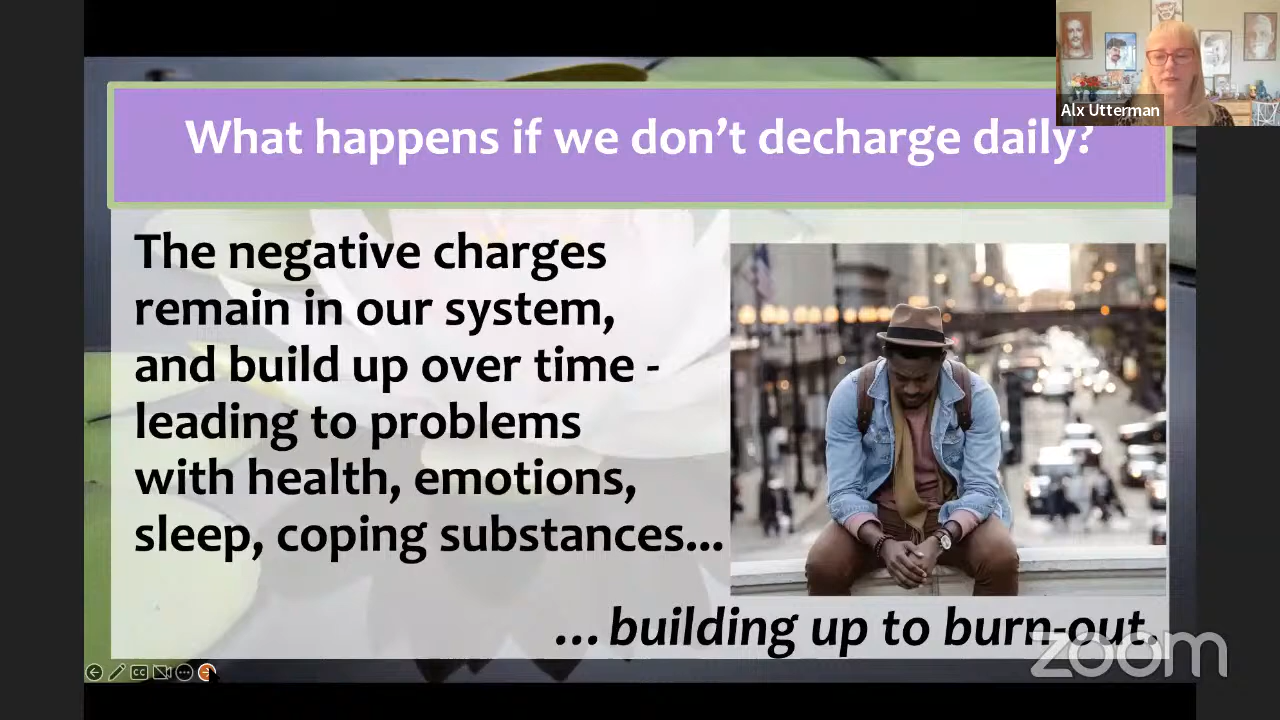 What happens if we don't decharge daily?
Alx Utterman
The negative charges
remain in our system,
and build up over time -
leading to problems
with health, emotions,
sleep, coping substances...
...building up to burn-out.
zoom
CC